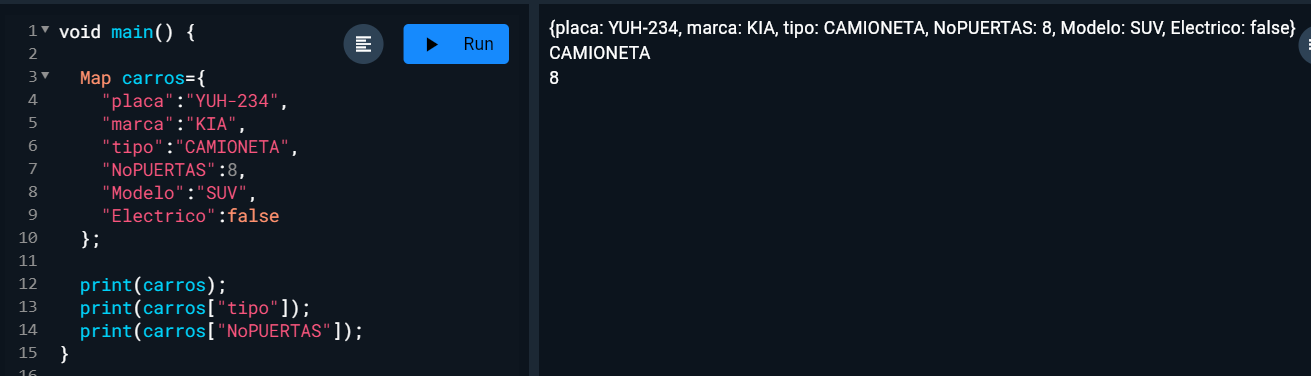 1 void main() {
Run
2
3 Map carros={
4 "placa":"YUH-234",
5 "marca":"KIA",
6 "tipo":"CAMIONETA",
7 "NoPUERTAS":8,
8 "Modelo":"SUV",
9 "Electrico":false
10 };
11
12 print(carros);
13 print(carros["tipo"]);
14 print(carros["NoPUERTAS"]);
15 }
16
{placa: YUH-234, marca: KIA, tipo: CAMIONETA, NoPUERTAS: 8, Modelo: SUV, Electrico: false}
CAMIONETA
8